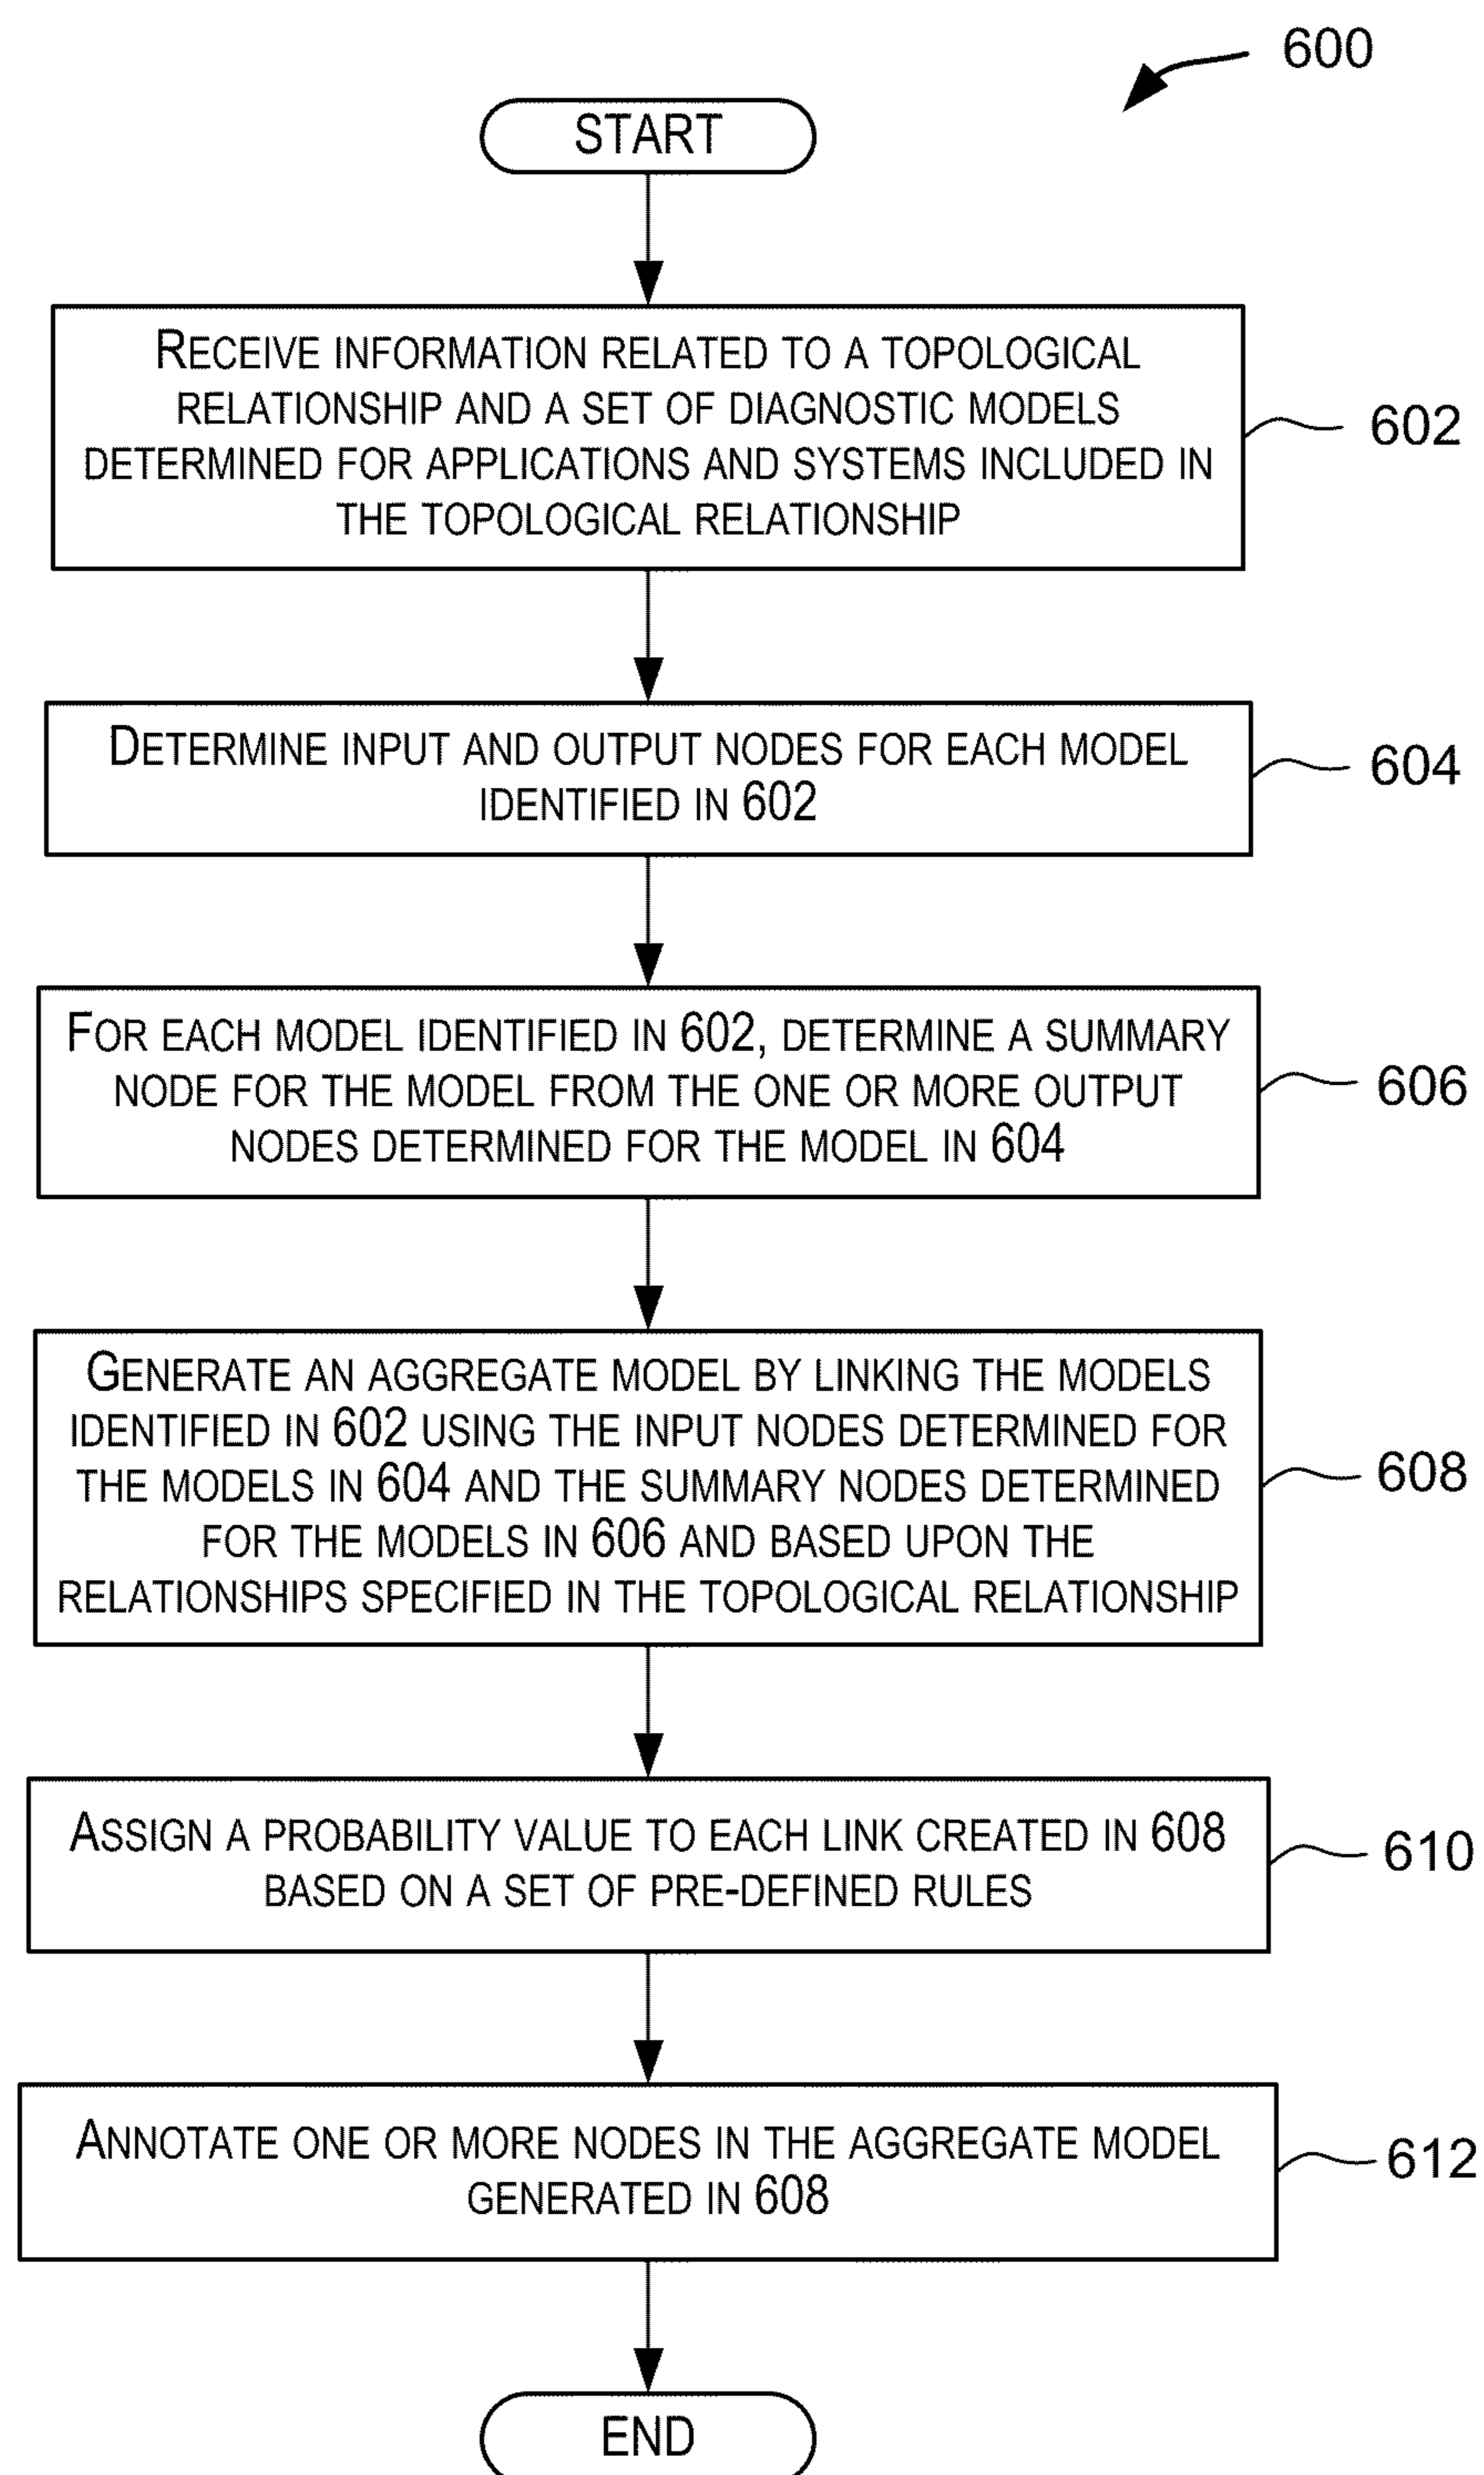 600
START
RECEIVE INFORMATION RELATED TO A TOPOLOGICAL
RELATIONSHIP AND A SET OF DIAGNOSTIC MODELS
DETERMINED FOR APPLICATIONS AND SYSTEMS INCLUDED IN
THE TOPOLOGICAL RELATIONSHIP
602
DETERMINE INPUT AND OUTPUT NODES FOR EACH MODEL
IDENTIFIED IN 602
604
FOR EACH MODEL IDENTIFIED IN 602, DETERMINE A SUMMARY
NODE FOR THE MODEL FROM THE ONE OR MORE OUTPUT
NODES DETERMINED FOR THE MODEL IN 604
606
GENERATE AN AGGREGATE MODEL BY LINKING THE MODELS
IDENTIFIED IN 602 USING THE INPUT NODES DETERMINED FOR
THE MODELS IN 604 AND THE SUMMARY NODES DETERMINED
FOR THE MODELS IN 606 AND BASED UPON THE
RELATIONSHIPS SPECIFIED IN THE TOPOLOGICAL RELATIONSHIP
608
ASSIGN A PROBABILITY VALUE TO EACH LINK CREATED IN 608
BASED ON A SET OF PRE-DEFINED RULES
610
ANNOTATE ONE OR MORE NODES IN THE AGGREGATE MODEL
GENERATED IN 608
612
END